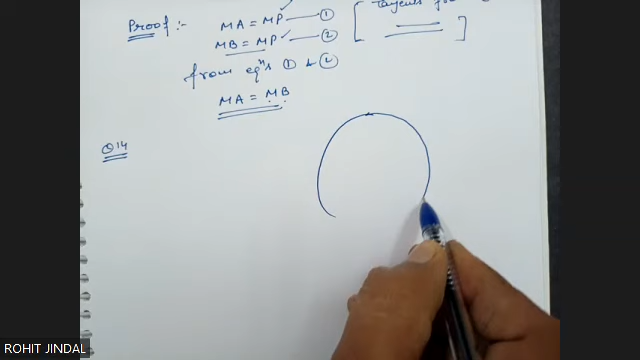 Proof :- MA = MP — ①
MB = MP — ②
from eqns ① & ②
MA = MB
Q14
ROHIT JINDAL